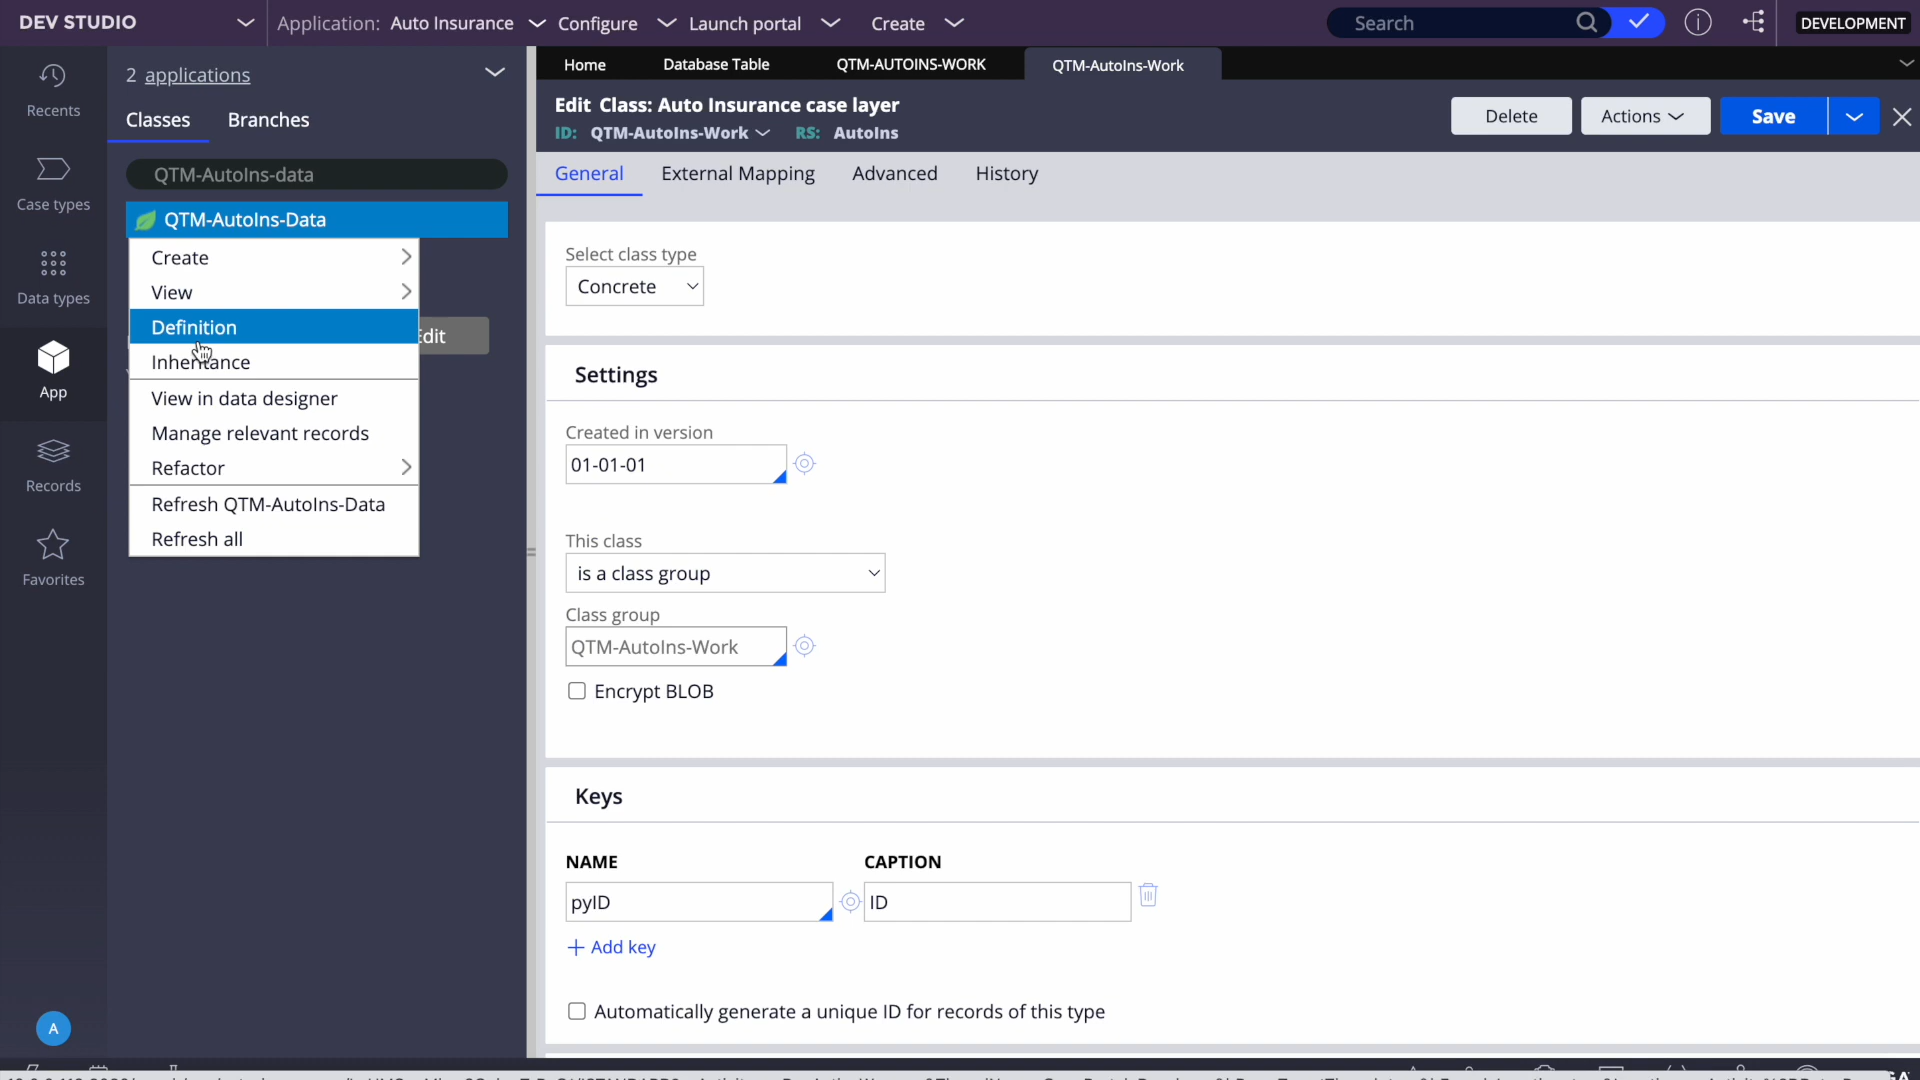 DEV STUDIO
Application: Auto Insurance
Configure
Launch portal
Create
Search
DEVELOPMENT
Recents
Case types
Data types
App
Records
Favorites
A
2 applications
Classes
Branches
QTM-AutoIns-data
QTM-AutoIns-Data
Create
View
Definition
Inheritance
View in data designer
Manage relevant records
Refactor
Refresh QTM-AutoIns-Data
Refresh all
Home
Database Table
QTM-AUTOINS-WORK
QTM-AutoIns-Work
Edit Class: Auto Insurance case layer
ID: QTM-AutoIns-Work RS: AutoIns
Delete
Actions
Save
General
External Mapping
Advanced
History
Select class type
Concrete
Settings
Created in version
01-01-01
This class
is a class group
Class group
QTM-AutoIns-Work
Encrypt BLOB
Keys
NAME
CAPTION
pyID
ID
Add key
Automatically generate a unique ID for records of this type